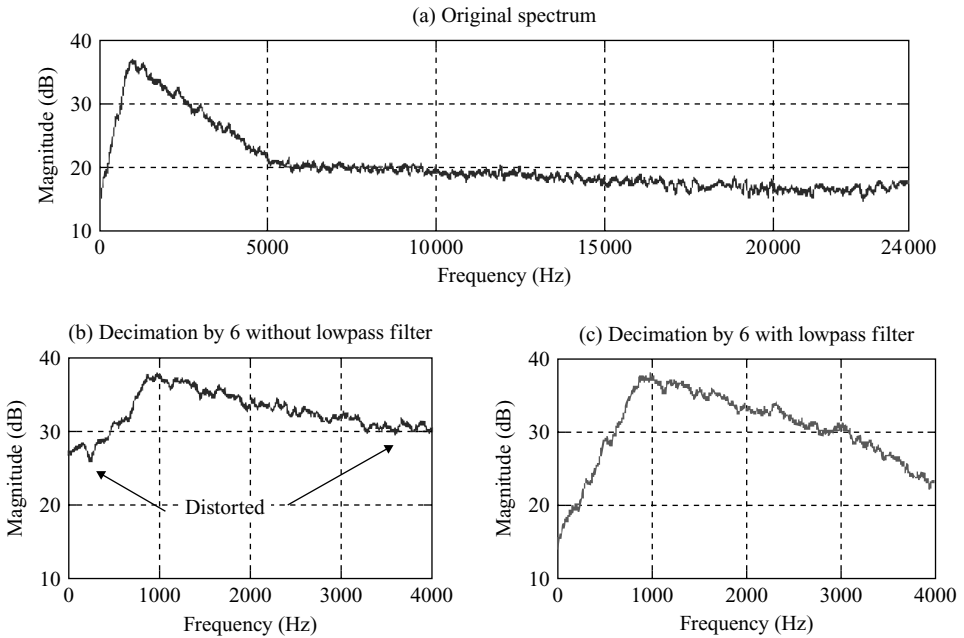 (a) Original spectrum
Magnitude (dB)
40
30
20
10
0
5000
10000
15000
20000
24000
Frequency (Hz)
(b) Decimation by 6 without lowpass filter
Magnitude (dB)
40
30
20
10
Distorted
0
1000
2000
3000
4000
Frequency (Hz)
(c) Decimation by 6 with lowpass filter
Magnitude (dB)
40
30
20
10
0
1000
2000
3000
4000
Frequency (Hz)